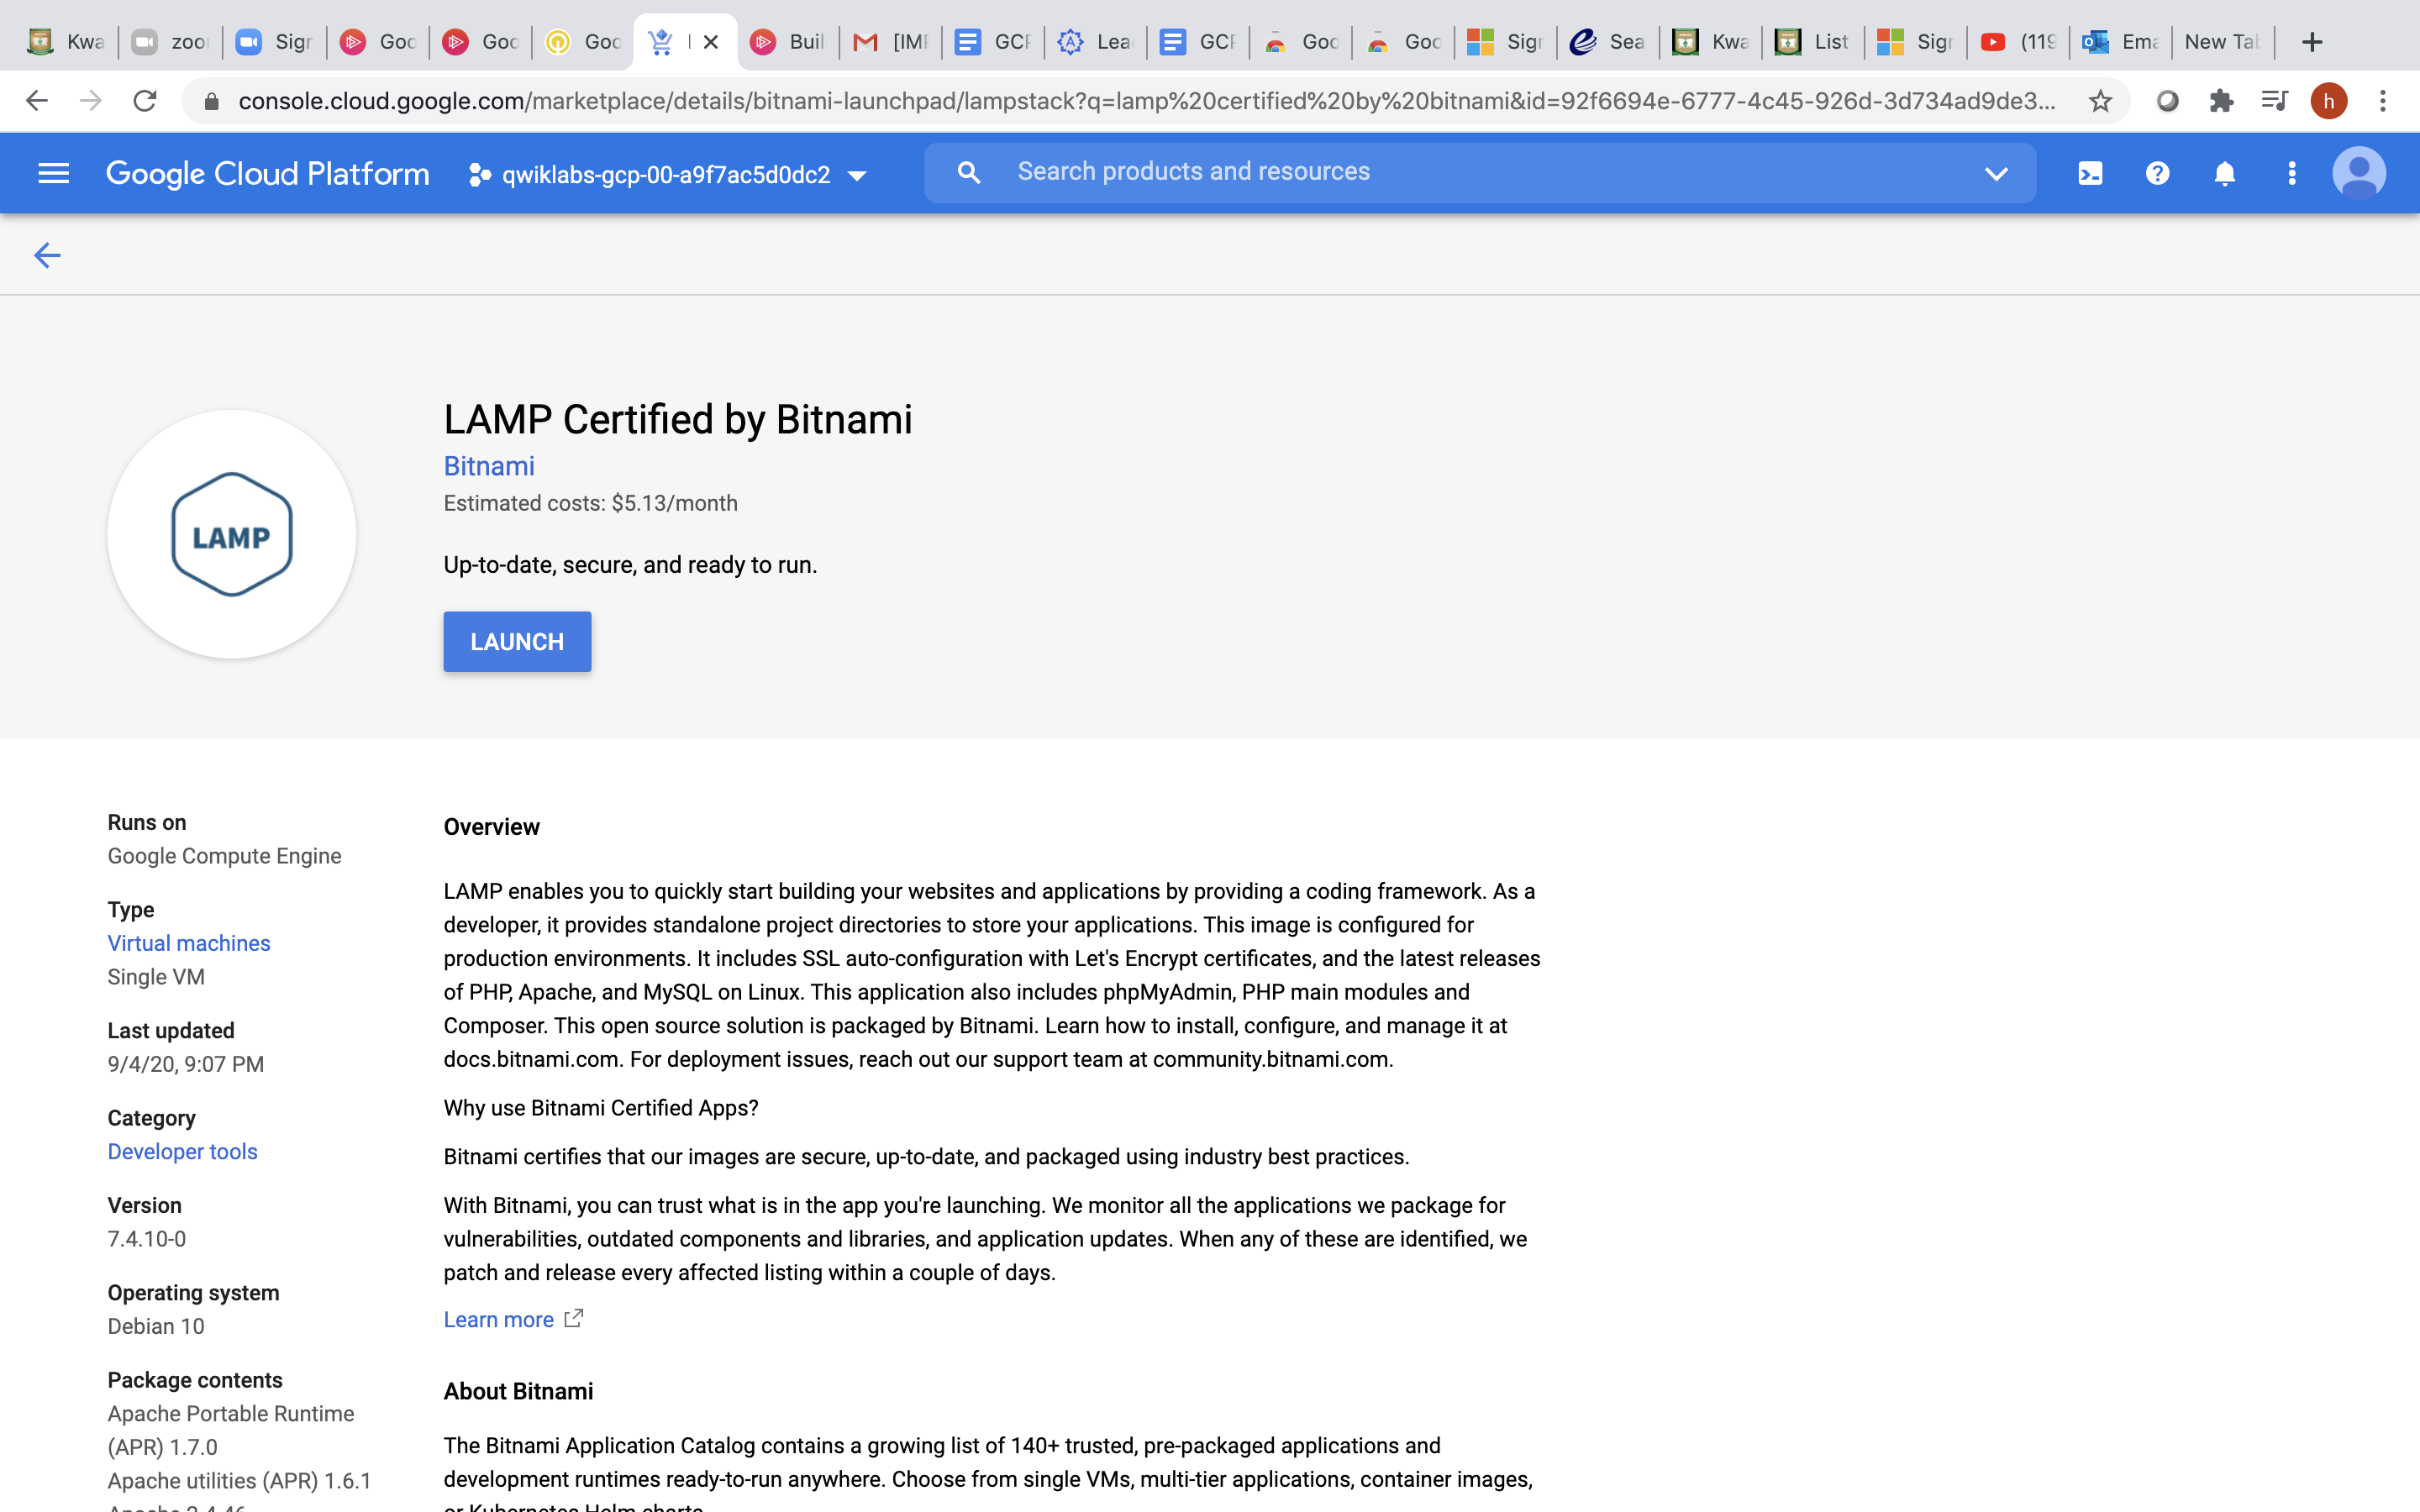 Kwa
zoo
Sigr
Goo
Goo
Goo
Buil
[IM
GCP
Lea
GCP
Goo
Goo
Sigr
Sea
Kwa
List
Sigr
(119
Ema
New Tab
console.cloud.google.com/marketplace/details/bitnami-launchpad/lampstack?q=lamp%20certified%20by%20bitnami&id=92f6694e-6777-4c45-926d-3d734ad9de3...
h
Google Cloud Platform
qwiklabs-gcp-00-a9f7ac5d0dc2
Search products and resources
LAMP
LAMP Certified by Bitnami
Bitnami
Estimated costs: $5.13/month
Up-to-date, secure, and ready to run.
LAUNCH
Runs on
Google Compute Engine
Type
Virtual machines
Single VM
Last updated
9/4/20, 9:07 PM
Category
Developer tools
Version
7.4.10-0
Operating system
Debian 10
Package contents
Apache Portable Runtime
(APR) 1.7.0
Apache utilities (APR) 1.6.1
Apache 2.4.46
Overview
LAMP enables you to quickly start building your websites and applications by providing a coding framework. As a
developer, it provides standalone project directories to store your applications. This image is configured for
production environments. It includes SSL auto-configuration with Let's Encrypt certificates, and the latest releases
of PHP, Apache, and MySQL on Linux. This application also includes phpMyAdmin, PHP main modules and
Composer. This open source solution is packaged by Bitnami. Learn how to install, configure, and manage it at
docs.bitnami.com. For deployment issues, reach out our support team at community.bitnami.com.
Why use Bitnami Certified Apps?
Bitnami certifies that our images are secure, up-to-date, and packaged using industry best practices.
With Bitnami, you can trust what is in the app you're launching. We monitor all the applications we package for
vulnerabilities, outdated components and libraries, and application updates. When any of these are identified, we
patch and release every affected listing within a couple of days.
Learn more
About Bitnami
The Bitnami Application Catalog contains a growing list of 140+ trusted, pre-packaged applications and
development runtimes ready-to-run anywhere. Choose from single VMs, multi-tier applications, container images,
or Kubernetes Helm charts.